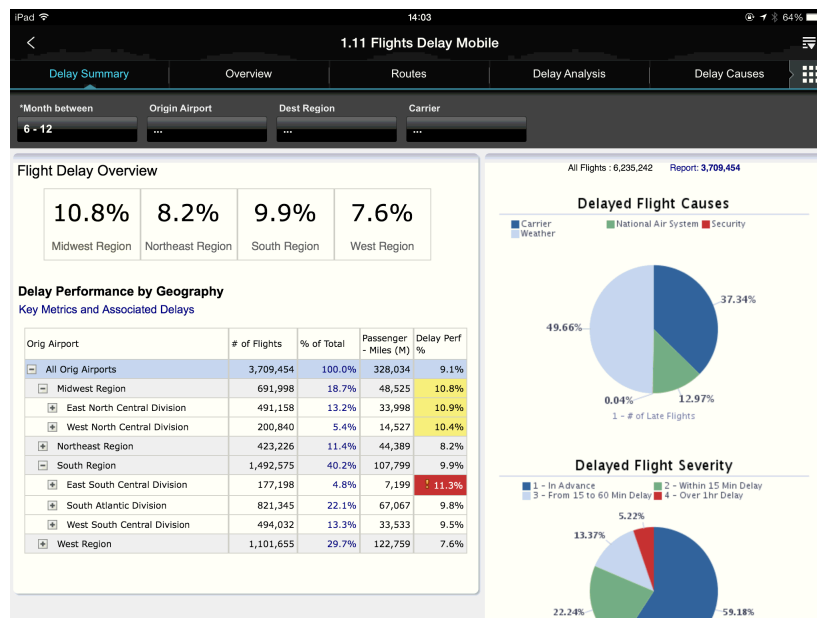 iPad 14:03 64%
1.11 Flights Delay Mobile
Delay Summary Overview Routes Delay Analysis Delay Causes
*Month between Origin Airport Dest Region Carrier
6 - 12 ... ... ...
Flight Delay Overview
10.8% 8.2% 9.9% 7.6%
Midwest Region Northeast Region South Region West Region
Delay Performance by Geography
Key Metrics and Associated Delays
Orig Airport # of Flights % of Total Passenger - Miles (M) Delay Perf %
All Orig Airports 3,709,454 100.0% 328,034 9.1%
Midwest Region 691,998 18.7% 48,525 10.8%
East North Central Division 491,158 13.2% 33,998 10.9%
West North Central Division 200,840 5.4% 14,527 10.4%
Northeast Region 423,226 11.4% 44,389 8.2%
South Region 1,492,575 40.2% 107,799 9.9%
East South Central Division 177,198 4.8% 7,199 ! 11.3%
South Atlantic Division 821,345 22.1% 67,067 9.8%
West South Central Division 494,032 13.3% 33,533 9.5%
West Region 1,101,655 29.7% 122,759 7.6%
All Flights : 6,235,242 Report: 3,709,454
Delayed Flight Causes
Carrier National Air System Security
Weather
37.34%
49.66%
0.04% 12.97%
1 - # of Late Flights
Delayed Flight Severity
1 - In Advance 2 - Within 15 Min Delay
3 - From 15 to 60 Min Delay 4 - Over 1hr Delay
5.22%
13.37%
22.24% 59.18%